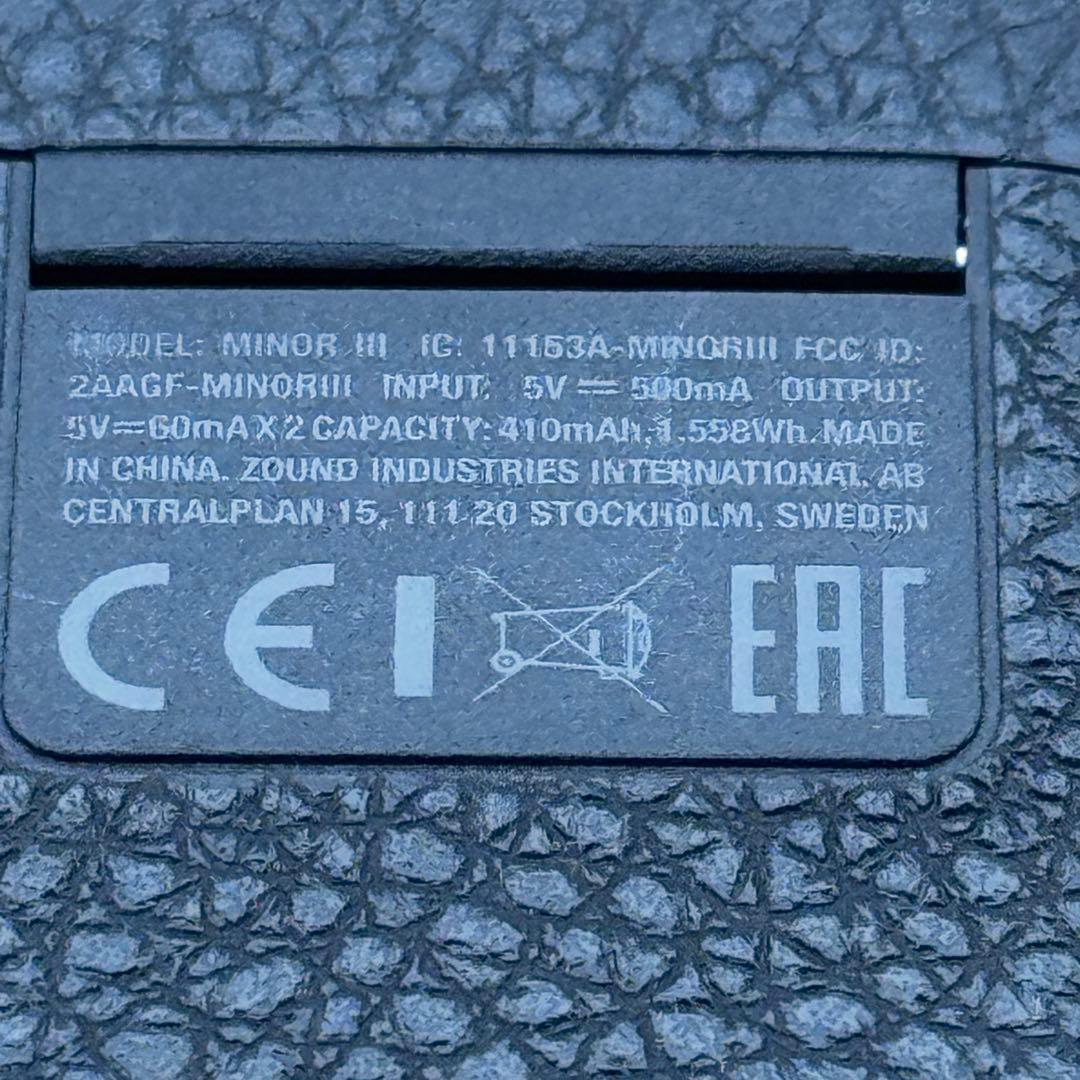 MODEL: MINOR III IC: 11153A-MINORIII FCC ID:
2AAGF-MINORIII INPUT: 5V ⎓ 500mA OUTPUT:
5V⎓60mA X 2 CAPACITY: 410mAh, 1.558Wh. MADE
IN CHINA. ZOUND INDUSTRIES INTERNATIONAL AB
CENTRALPLAN 15, 111 20 STOCKHOLM, SWEDEN
CE EAC